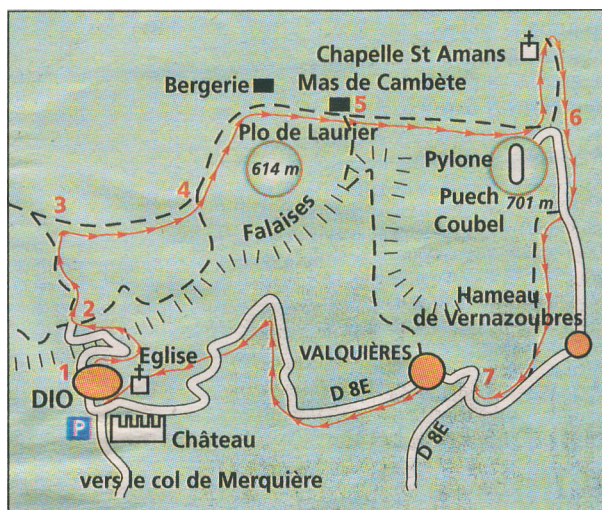 Chapelle St Amans
Bergerie
Mas de Cambète
5
6
Plo de Laurier
614 m
Pylone
4
3
Puech
701 m
Coubel
Falaises
2
Hameau
de Vernazoubres
1
Eglise
VALQUIÈRES
7
DIO
D 8E
D 8E
P
Château
vers le col de Merquière